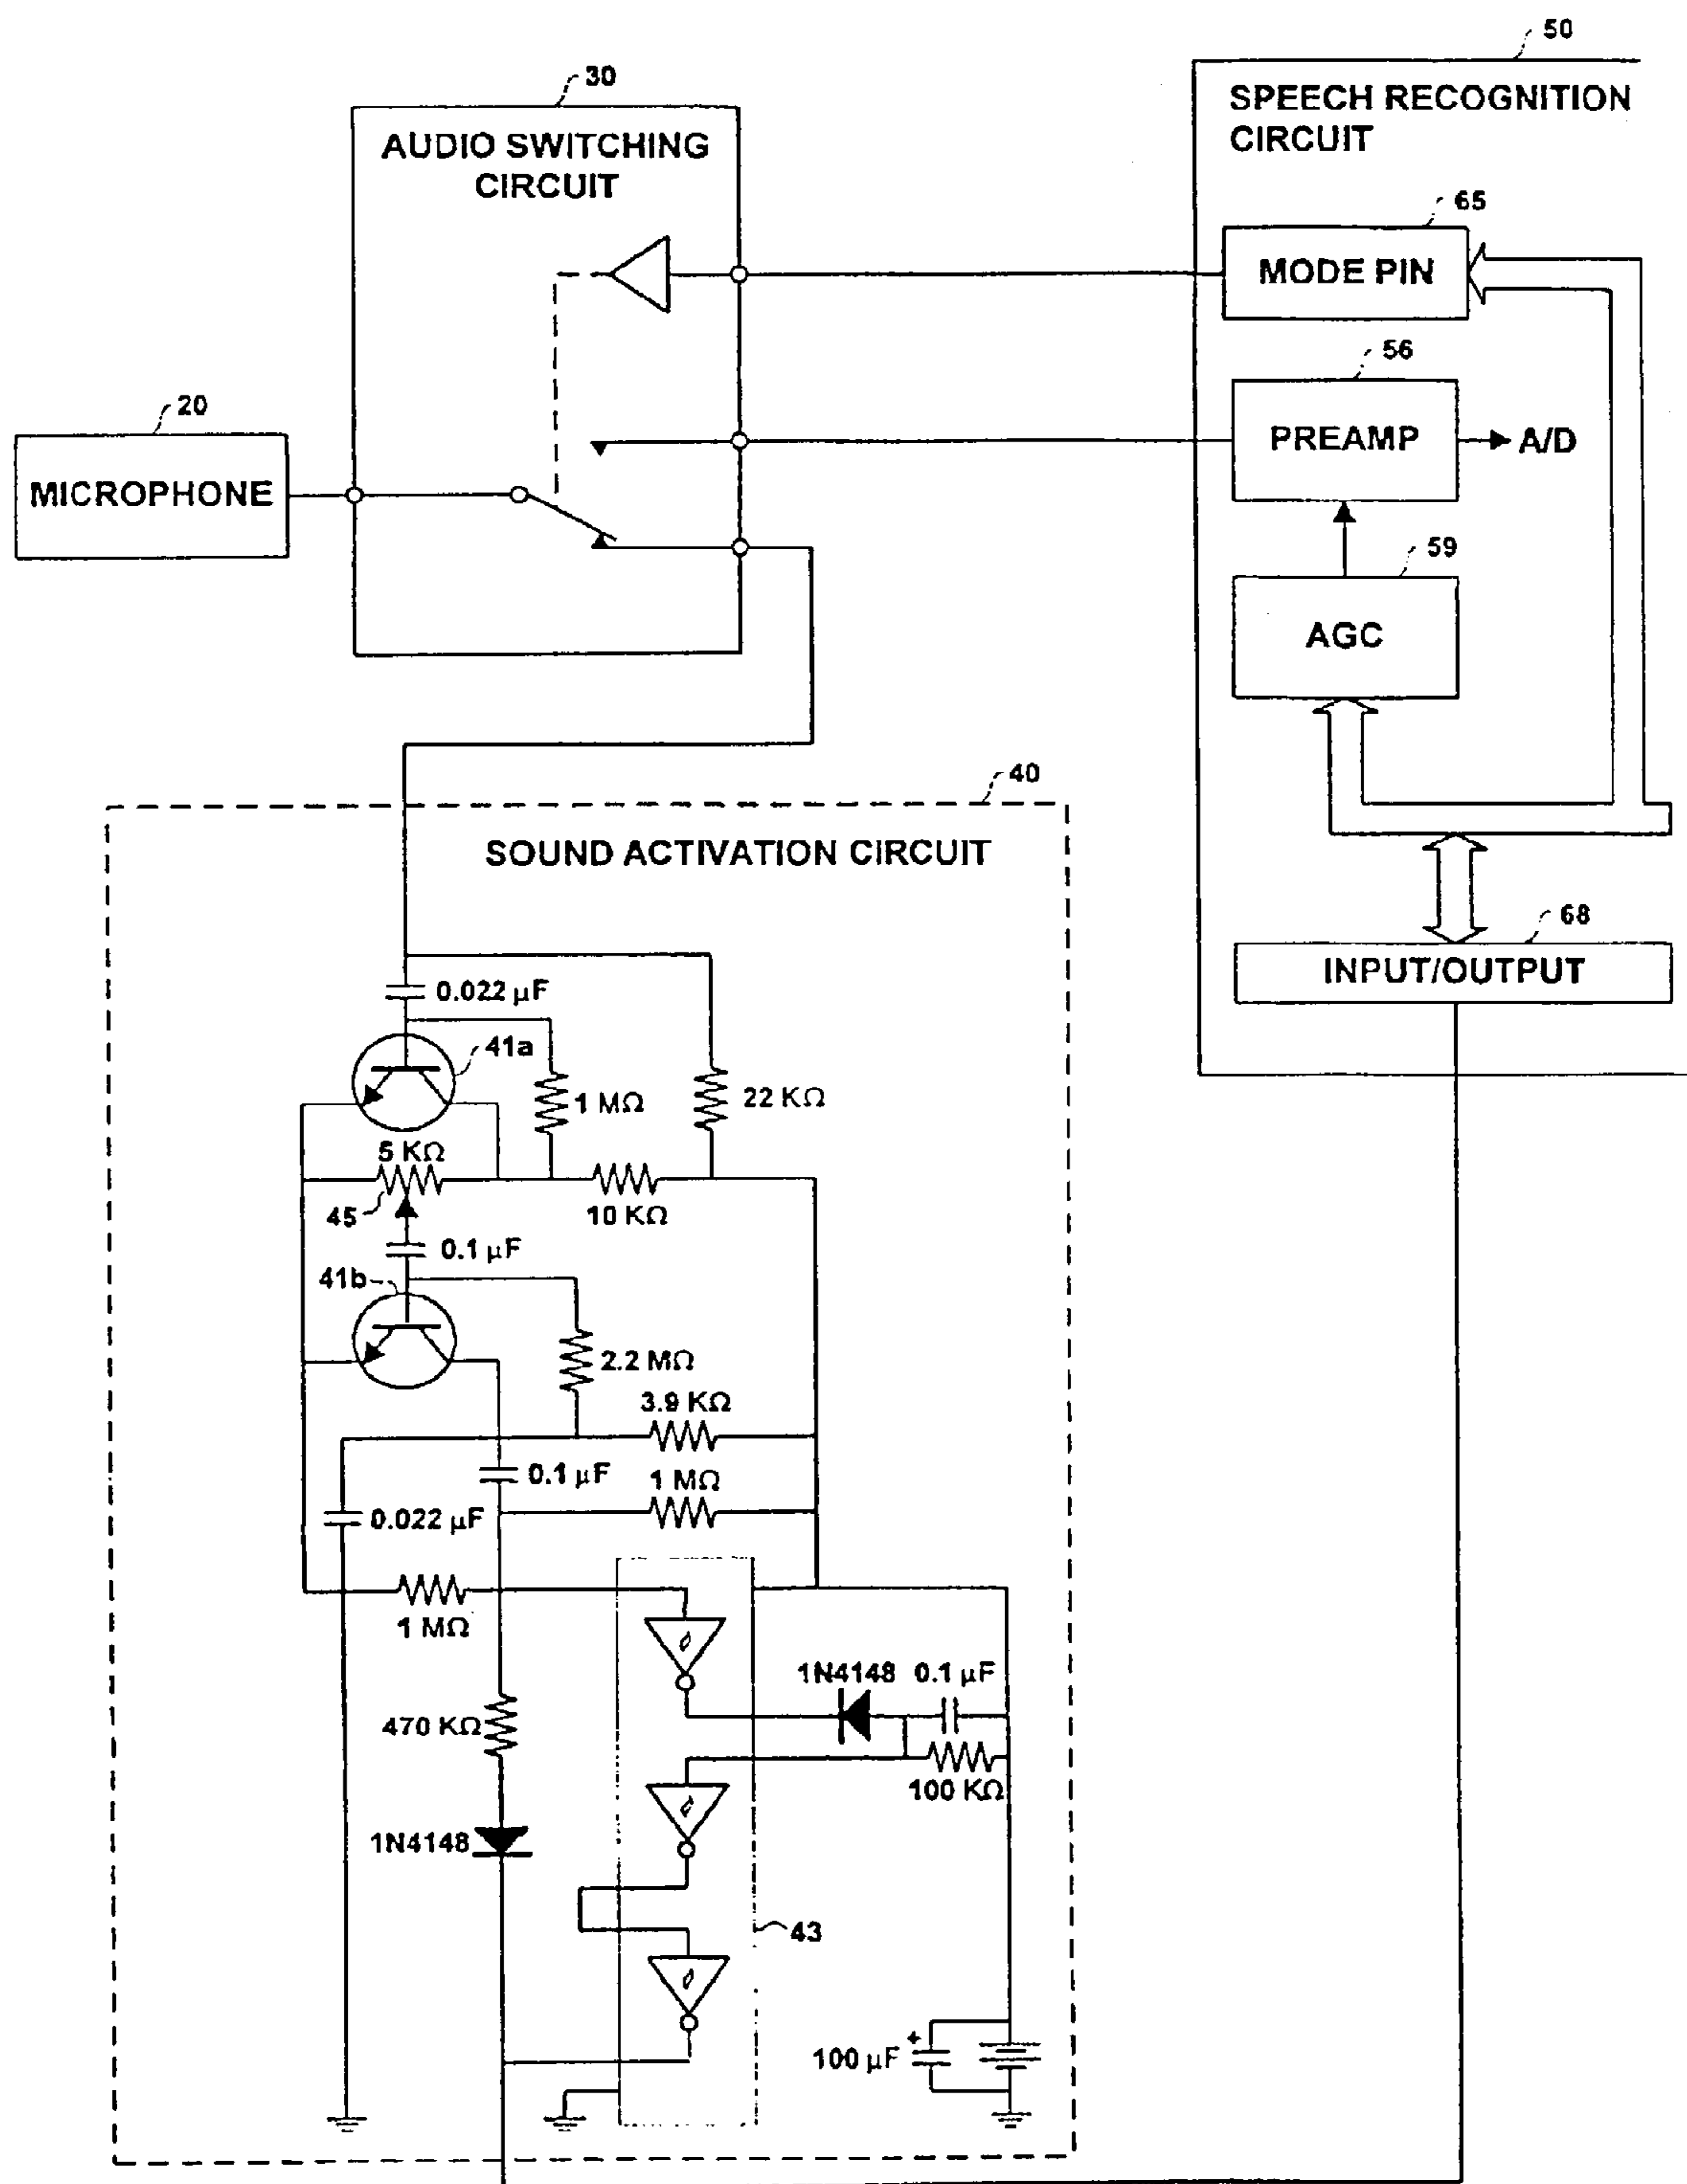 50
30
SPEECH RECOGNITION
CIRCUIT
AUDIO SWITCHING
CIRCUIT
65
MODE PIN
56
PREAMP
A/D
20
MICROPHONE
59
AGC
40
SOUND ACTIVATION CIRCUIT
68
INPUT/OUTPUT
0.022 µF
41a
1 MΩ
22 KΩ
5 KΩ
45
10 KΩ
0.1 µF
41b
2.2 MΩ
3.9 KΩ
0.1 µF
1 MΩ
0.022 µF
1 MΩ
1N4148
0.1 µF
470 KΩ
100 KΩ
1N4148
43
+
100 µF